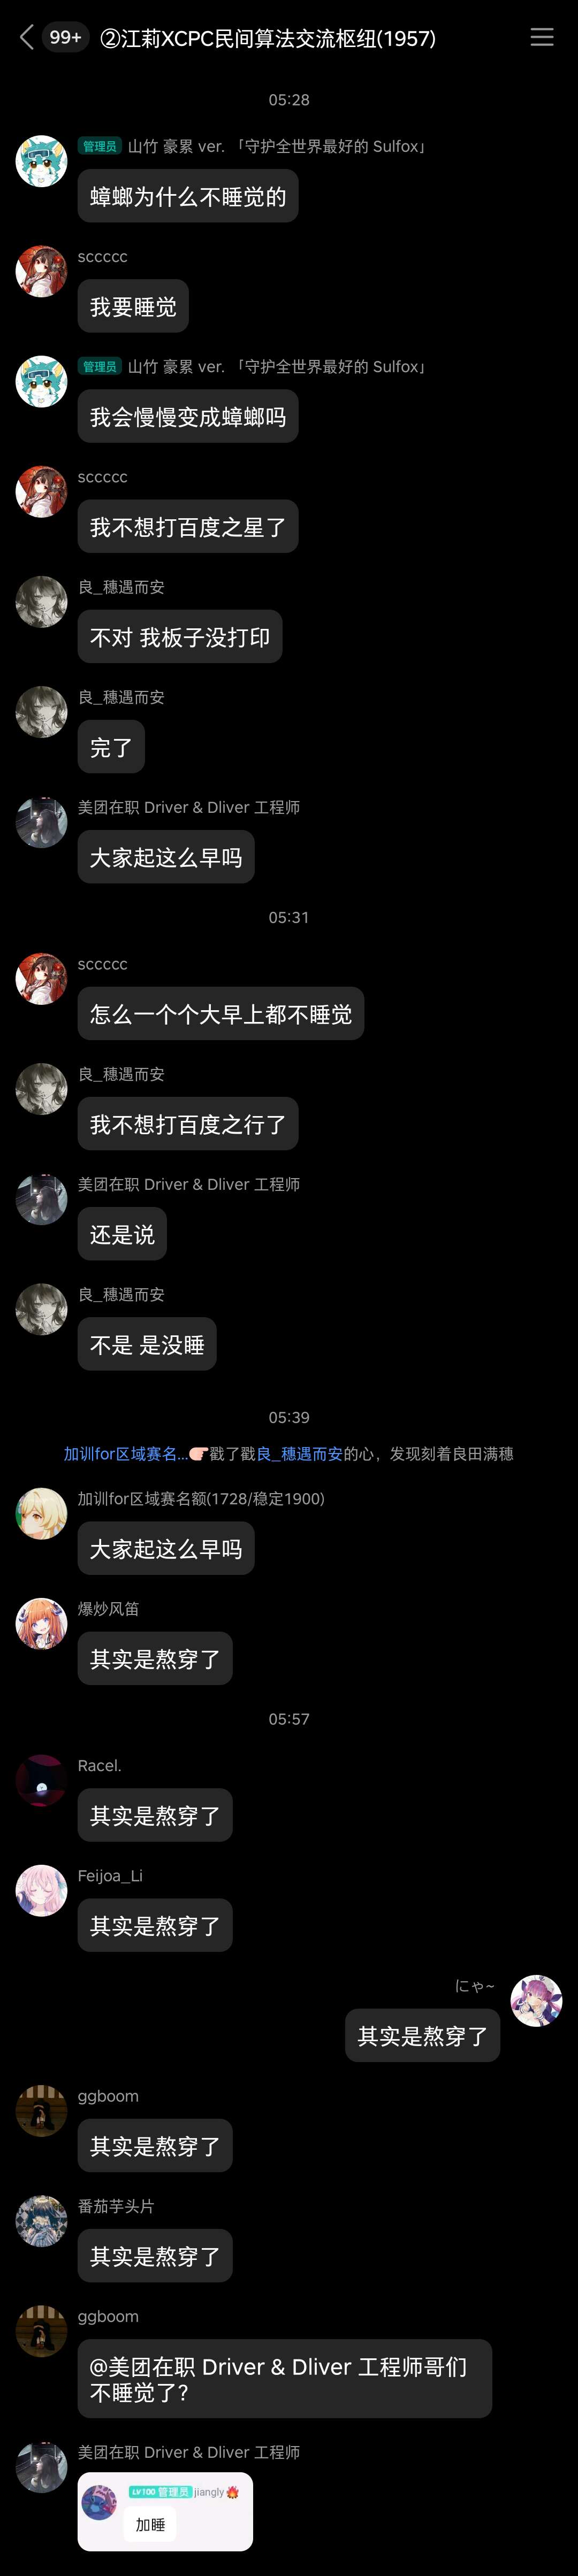 99+ ②江莉XCPC民间算法交流枢纽(1957)
05:28
管理员 山竹 豪累 ver. 「守护全世界最好的 Sulfox」
蟑螂为什么不睡觉的
sccccc
我要睡觉
管理员 山竹 豪累 ver. 「守护全世界最好的 Sulfox」
我会慢慢变成蟑螂吗
sccccc
我不想打百度之星了
良_穗遇而安
不对 我板子没打印
良_穗遇而安
完了
美团在职 Driver & Dliver 工程师
大家起这么早吗
05:31
sccccc
怎么一个个大早上都不睡觉
良_穗遇而安
我不想打百度之行了
美团在职 Driver & Dliver 工程师
还是说
良_穗遇而安
不是 是没睡
05:39
加训for区域赛名...👉戳了戳良_穗遇而安的心，发现刻着良田满穗
加训for区域赛名额(1728/稳定1900)
大家起这么早吗
爆炒风笛
其实是熬穿了
05:57
Racel.
其实是熬穿了
Feijoa_Li
其实是熬穿了
にゃ~
其实是熬穿了
ggboom
其实是熬穿了
番茄芋头片
其实是熬穿了
ggboom
@美团在职 Driver & Dliver 工程师哥们
不睡觉了?
美团在职 Driver & Dliver 工程师
LV100 管理员 jiangly🔥
加睡